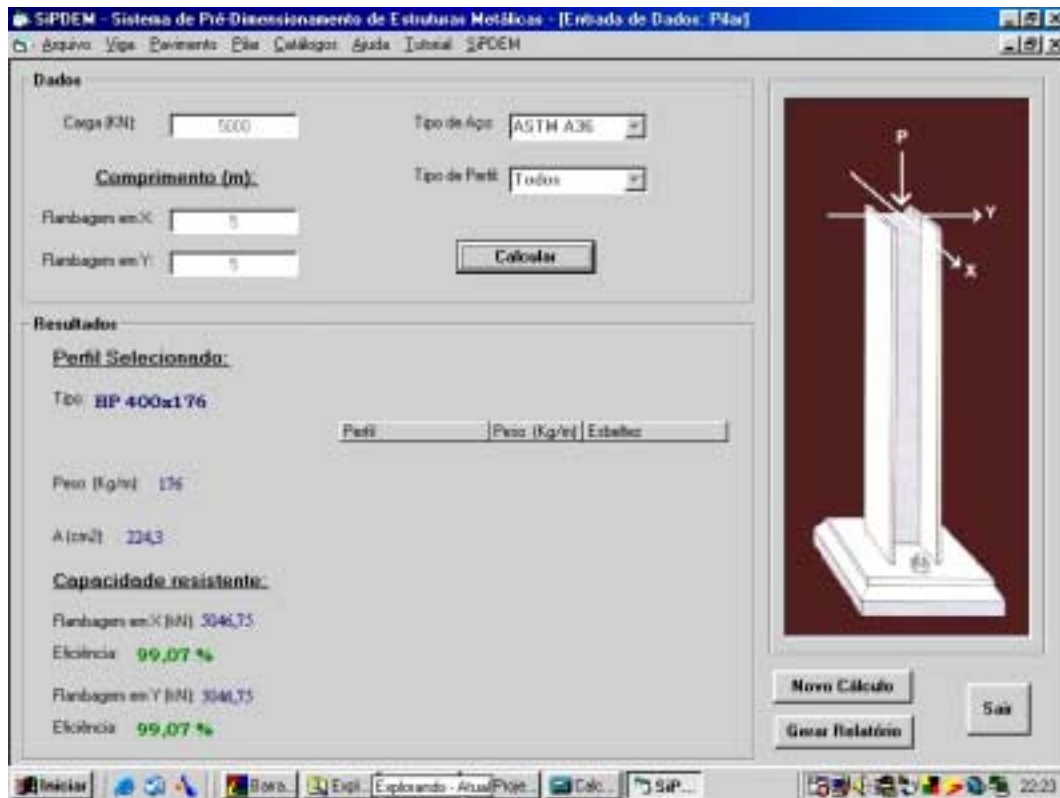 SiPDEM - Sistema de Pré-Dimensionamento de Estruturas Metálicas - [Entrada de Dados: Pilar]
Arquivo Viga Pavimento Pilar Catálogos Ajuda Tutorial SiPDEM
Dados
Carga (KN): 5000
Tipo de Aço: ASTM A36
Comprimento (m):
Tipo de Perfil: Todos
Flambagem em X: 5
Flambagem em Y: 5
Calcular
Resultados
Perfil Selecionado:
Tipo: HP 400x176
Perfil Peso (Kg/m) Esbeltez
Peso (Kg/m): 176
A (cm2): 224,3
Capacidade resistente:
Flambagem em X (kN): 5046,75
Eficiência: 99,07 %
Flambagem em Y (kN): 5046,75
Eficiência: 99,07 %
P
Y
X
Novo Cálculo
Gerar Relatório
Sair
Iniciar
Expl...
Explorando - Atual
Proje...
Calc...
SiP...
22:23